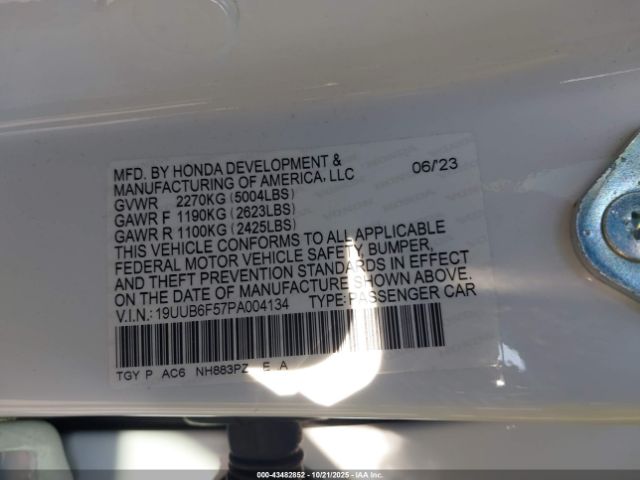 MFD. BY HONDA DEVELOPMENT &
MANUFACTURING OF AMERICA, LLC 06/'23
GVWR 2270KG (5004LBS)
GAWR F 1190KG (2623LBS)
GAWR R 1100KG (2425LBS)
THIS VEHICLE CONFORMS TO ALL APPLICABLE
FEDERAL MOTOR VEHICLE SAFETY BUMPER,
AND THEFT PREVENTION STANDARDS IN EFFECT
ON THE DATE OF MANUFACTURE SHOWN ABOVE.
V.I.N.: 19UUB6F57PA004134 TYPE: PASSENGER CAR
TGY P AC6 NH883PZ E A
000-43482852 - 10/21/2025 - IAAI, Inc.